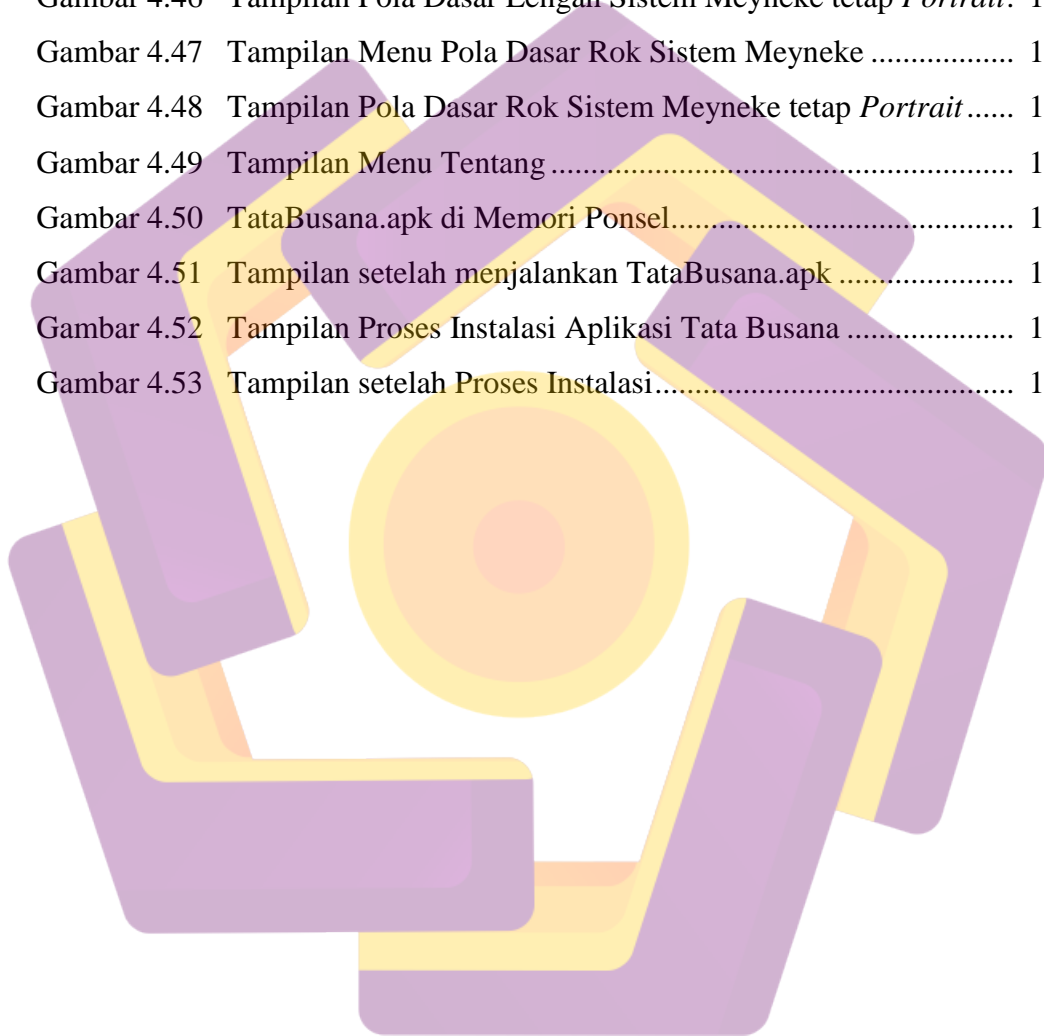 Gambar 4.46 Tampilan Pola Dasar Lengan Sistem Meyneke tetap Portrait. 1
Gambar 4.47 Tampilan Menu Pola Dasar Rok Sistem Meyneke ................. 1
Gambar 4.48 Tampilan Pola Dasar Rok Sistem Meyneke tetap Portrait ...... 1
Gambar 4.49 Tampilan Menu Tentang ......................................................... 1
Gambar 4.50 TataBusana.apk di Memori Ponsel.......................................... 1
Gambar 4.51 Tampilan setelah menjalankan TataBusana.apk ..................... 1
Gambar 4.52 Tampilan Proses Instalasi Aplikasi Tata Busana .................... 1
Gambar 4.53 Tampilan setelah Proses Instalasi............................................ 1